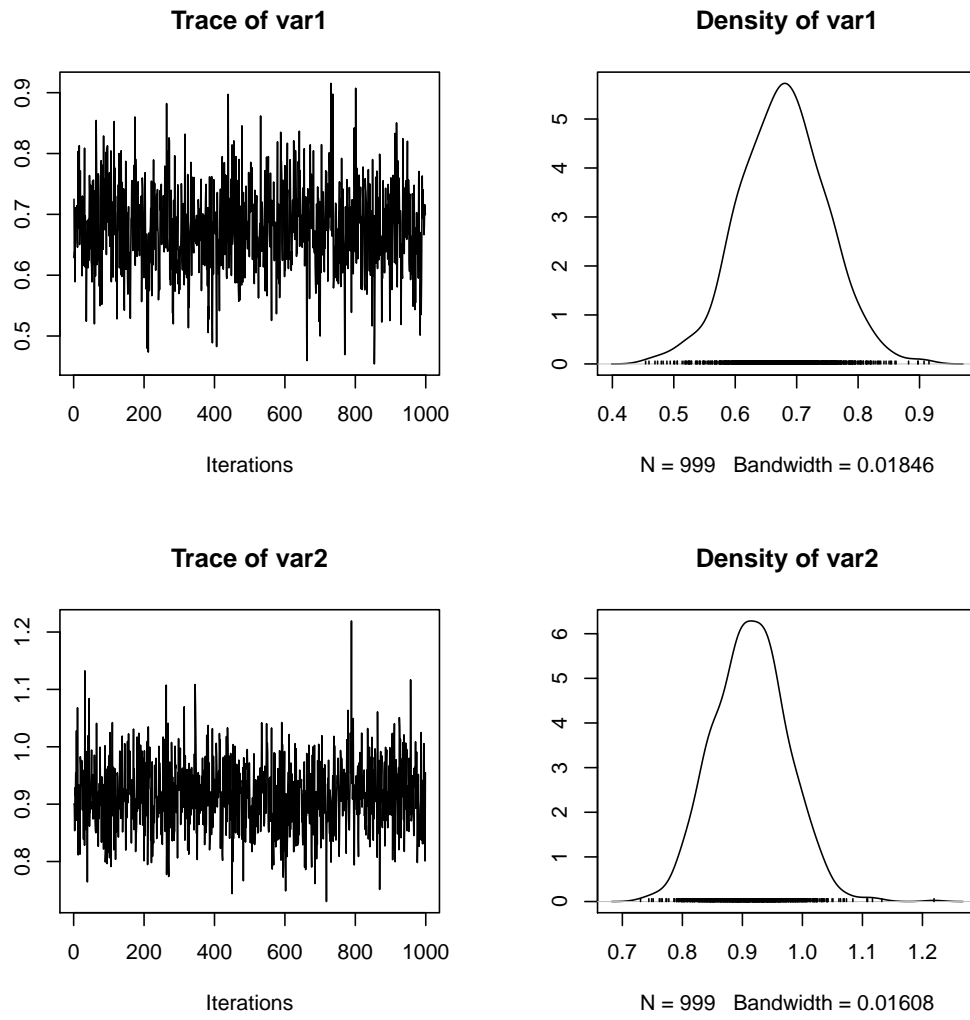 Trace of var1
0.9
0.8
0.7
0.6
0.5
0 200 400 600 800 1000
Iterations
Density of var1
5
4
3
2
1
0
0.4 0.5 0.6 0.7 0.8 0.9
N = 999 Bandwidth = 0.01846
Trace of var2
1.2
1.1
1.0
0.9
0.8
0 200 400 600 800 1000
Iterations
Density of var2
6
5
4
3
2
1
0
0.7 0.8 0.9 1.0 1.1 1.2
N = 999 Bandwidth = 0.01608